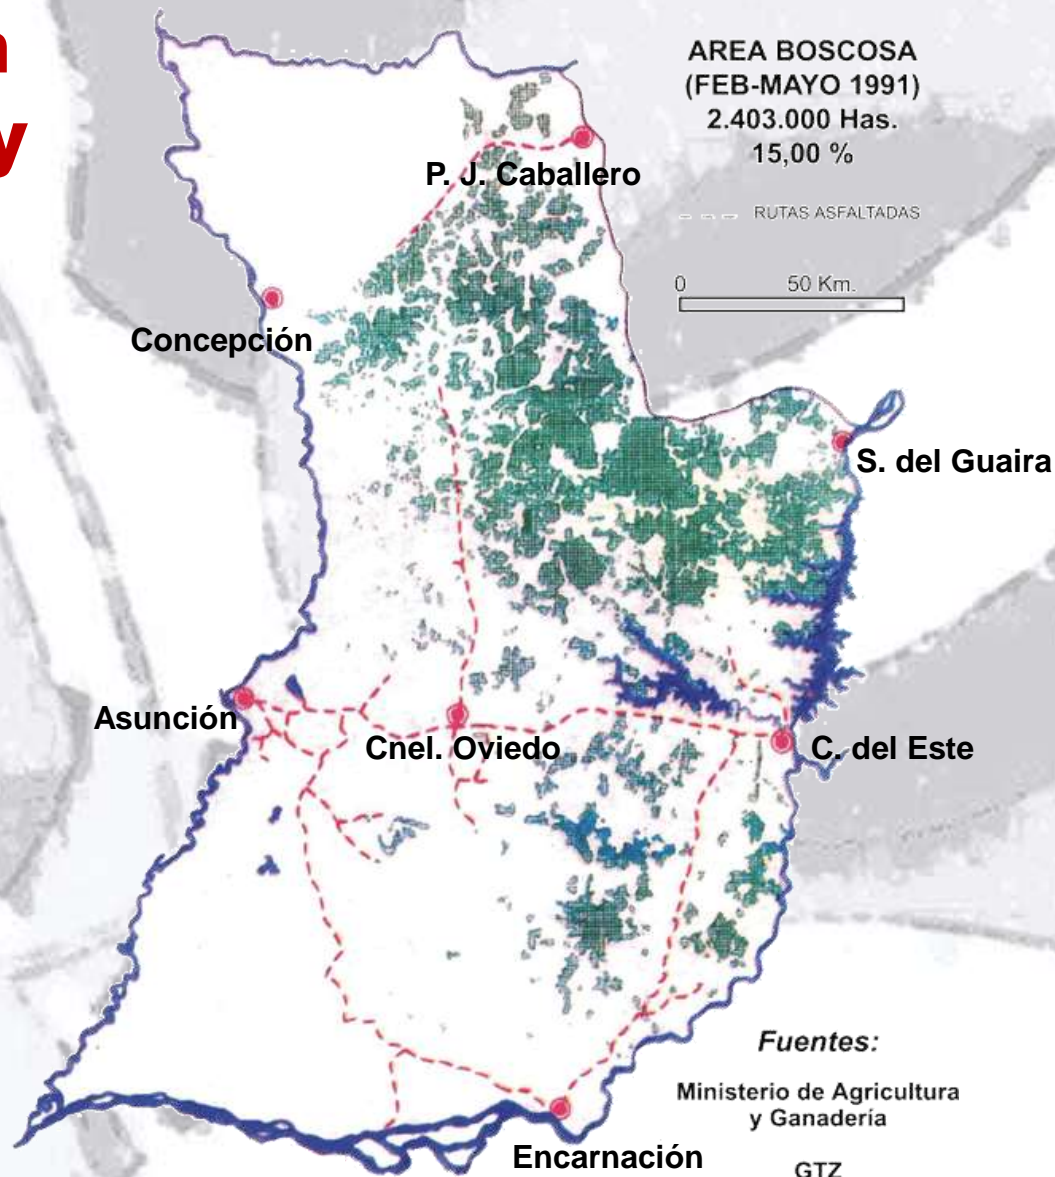 n
y
AREA BOSCOSA
(FEB-MAYO 1991)
2.403.000 Has.
15,00 %
RUTAS ASFALTADAS
0 50 Km.
P. J. Caballero
Concepción
S. del Guaira
Asunción
Cnel. Oviedo
C. del Este
Fuentes:
Ministerio de Agricultura
y Ganadería
GTZ
Encarnación